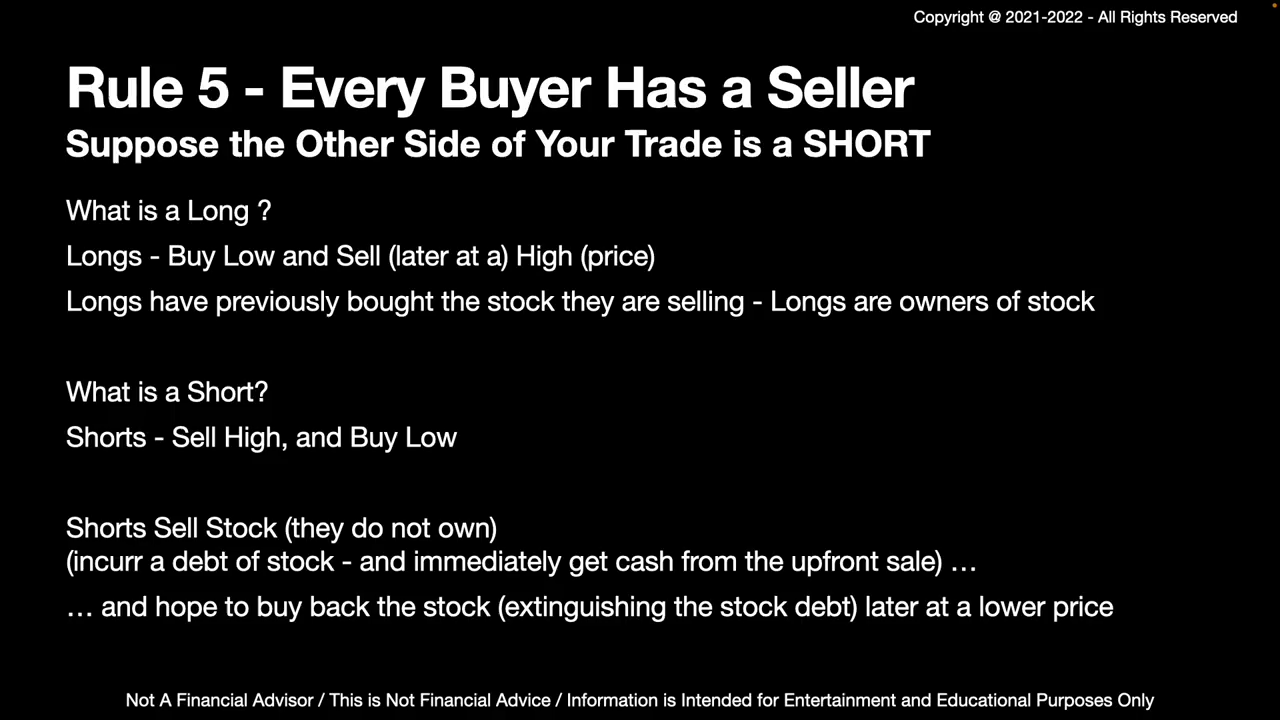 Copyright @ 2021-2022 - All Rights Reserved
Rule 5 - Every Buyer Has a Seller
Suppose the Other Side of Your Trade is a SHORT
What is a Long ?
Longs - Buy Low and Sell (later at a) High (price)
Longs have previously bought the stock they are selling - Longs are owners of stock
What is a Short?
Shorts - Sell High, and Buy Low
Shorts Sell Stock (they do not own)
(incurr a debt of stock - and immediately get cash from the upfront sale) …
… and hope to buy back the stock (extinguishing the stock debt) later at a lower price
Not A Financial Advisor / This is Not Financial Advice / Information is Intended for Entertainment and Educational Purposes Only